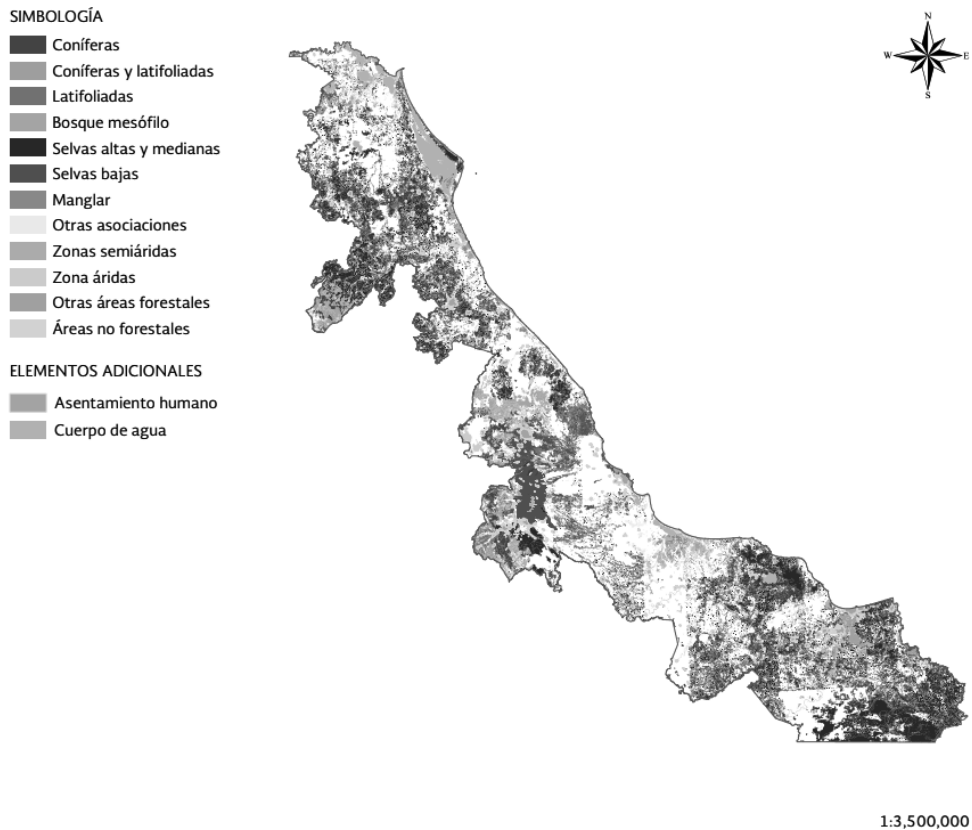 SIMBOLOGÍA
Coníferas
Coníferas y latifoliadas
Latifoliadas
Bosque mesófilo
Selvas altas y medianas
Selvas bajas
Manglar
Otras asociaciones
Zonas semiáridas
Zona áridas
Otras áreas forestales
Áreas no forestales
ELEMENTOS ADICIONALES
Asentamiento humano
Cuerpo de agua
N
W
E
S
1:3,500,000